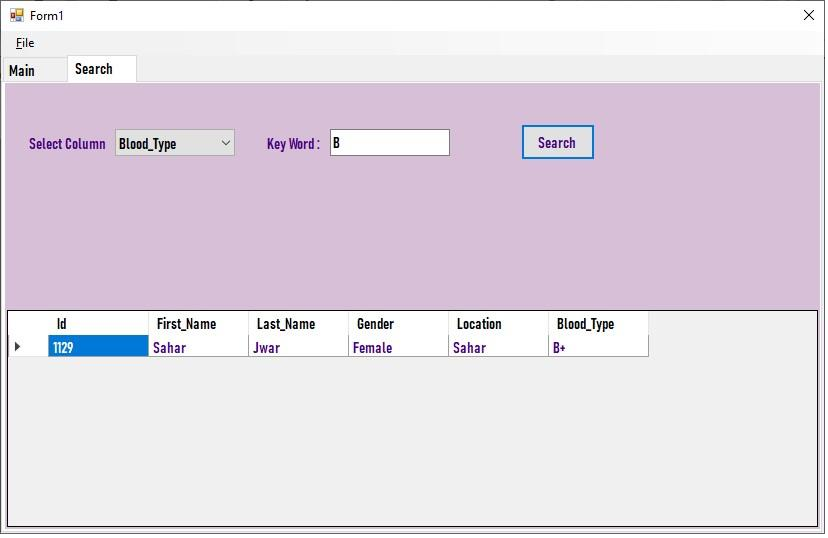 Form1
File
Main Search
Select Column Blood_Type Key Word : B Search
Id First_Name Last_Name Gender Location Blood_Type
1129 Sahar Jwar Female Sahar B+